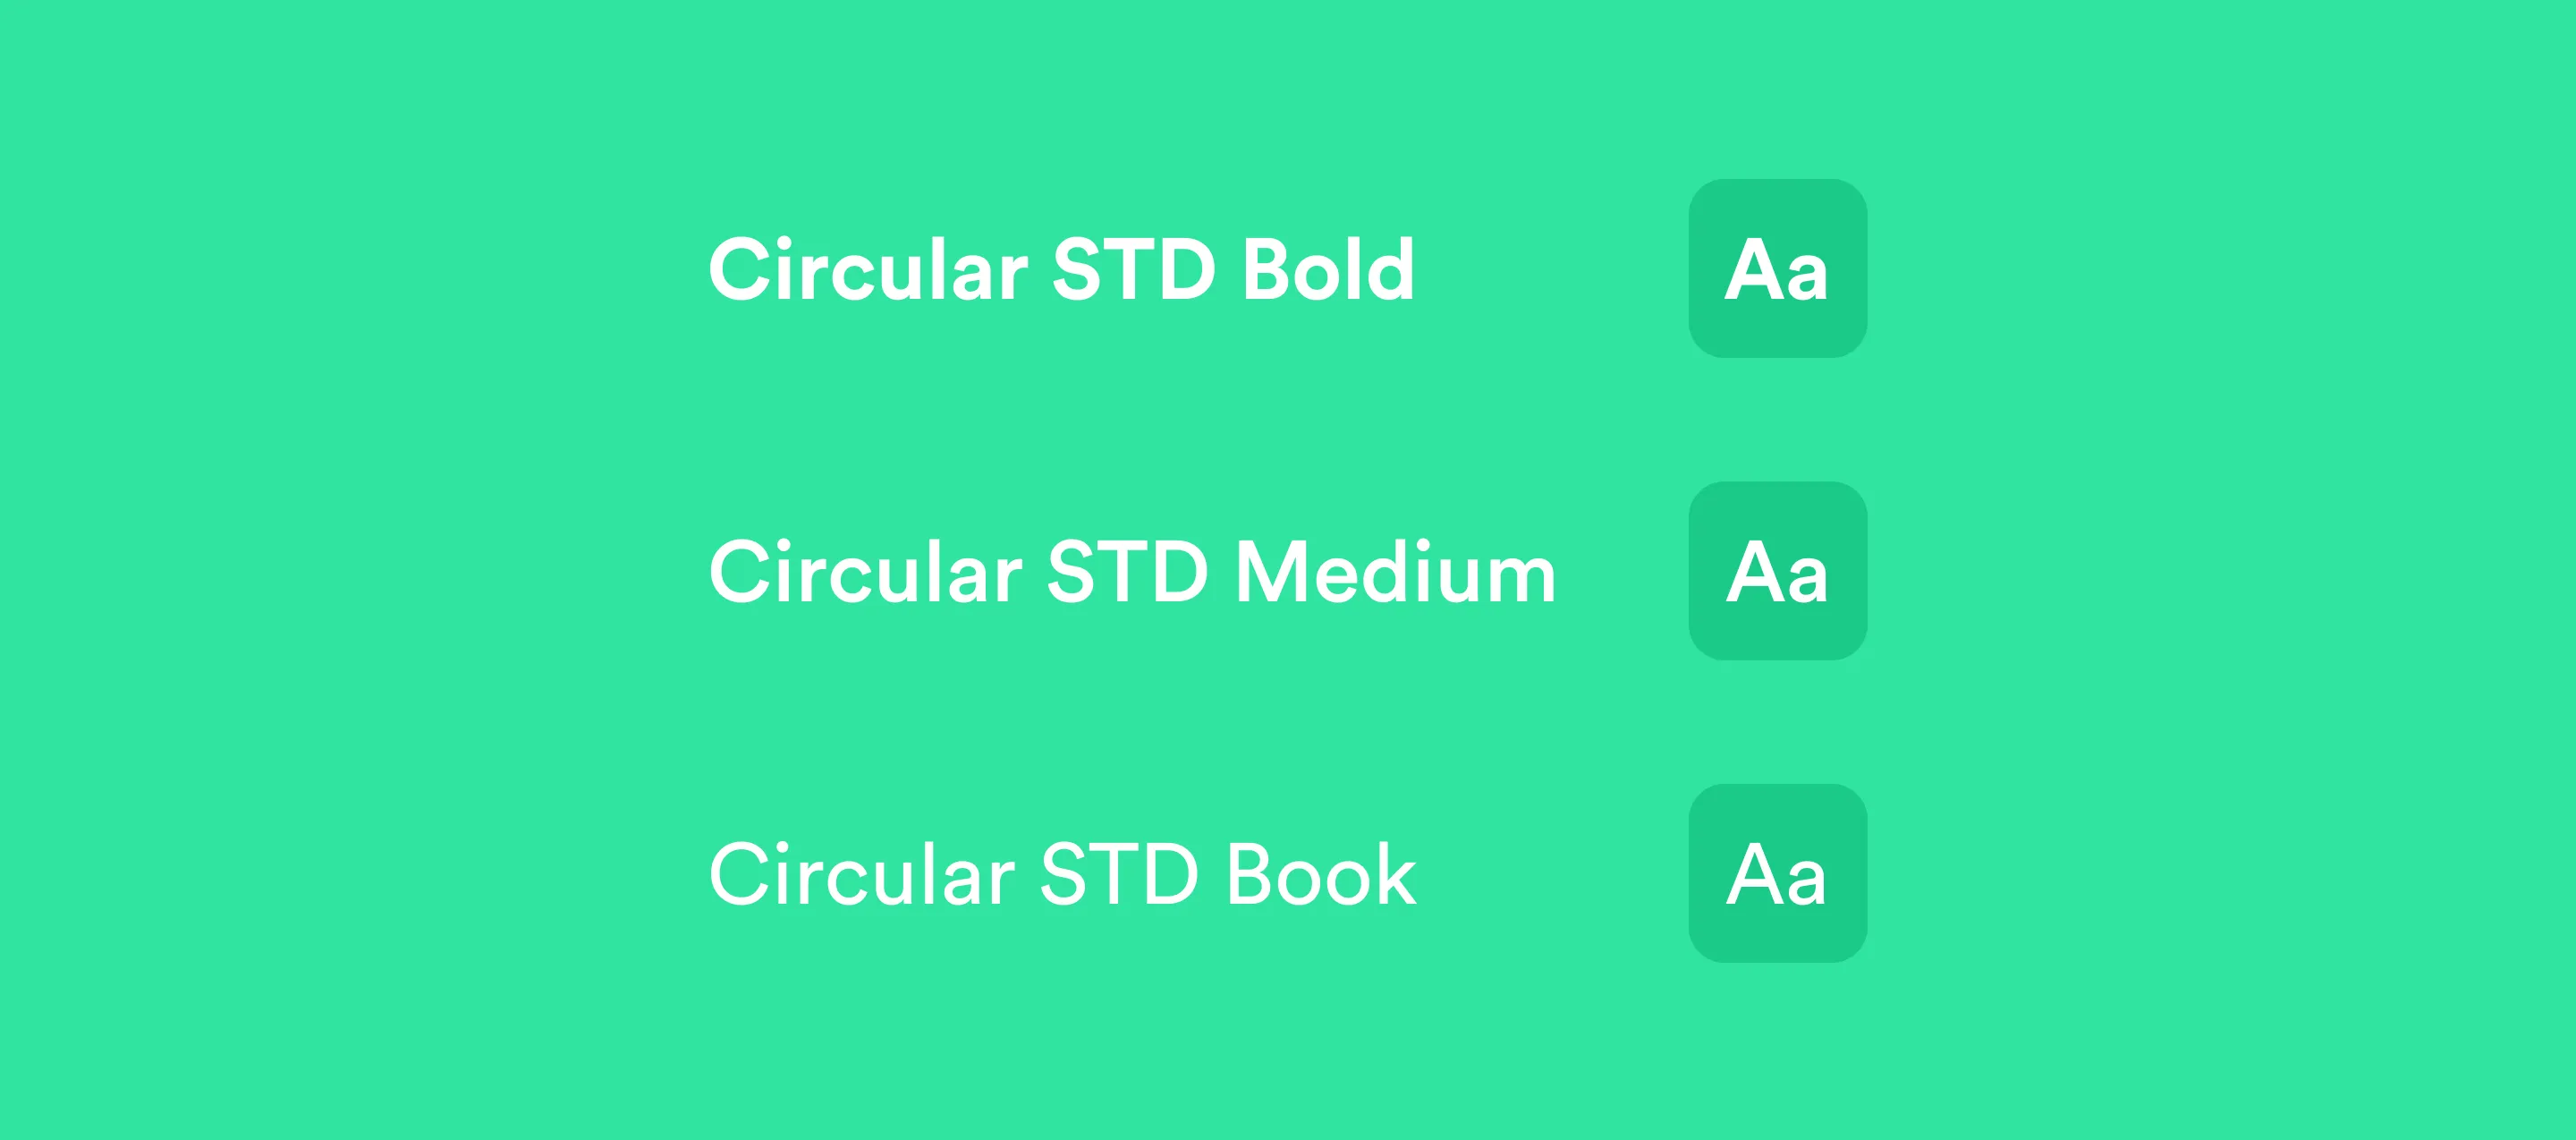 Circular STD Bold
Aa
Circular STD Medium
Aa
Circular STD Book
Aa